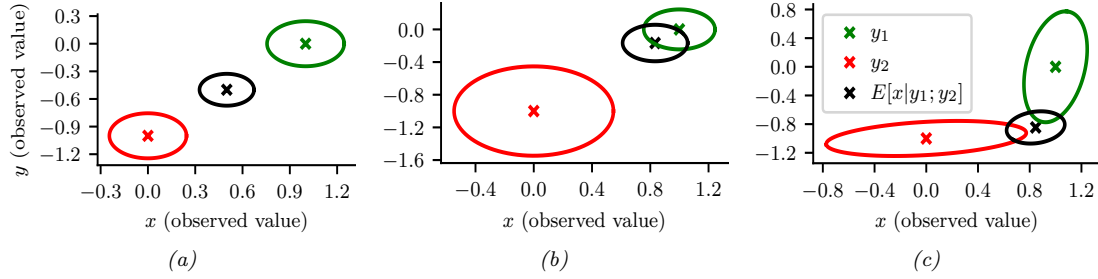 y (observed value)
0.3
0.0
−0.3
−0.6
−0.9
−1.2
−0.3 0.0 0.3 0.6 0.9 1.2
x (observed value)
(a)
0.0
−0.4
−0.8
−1.2
−1.6
0.0 0.4 0.8 1.2
x (observed value)
(b)
0.8
0.4
0.0
−0.4
−0.8
−1.2
y₁
y₂
E[x|y₁; y₂]
−0.8 −0.4 0.0 0.4 0.8 1.2
x (observed value)
(c)